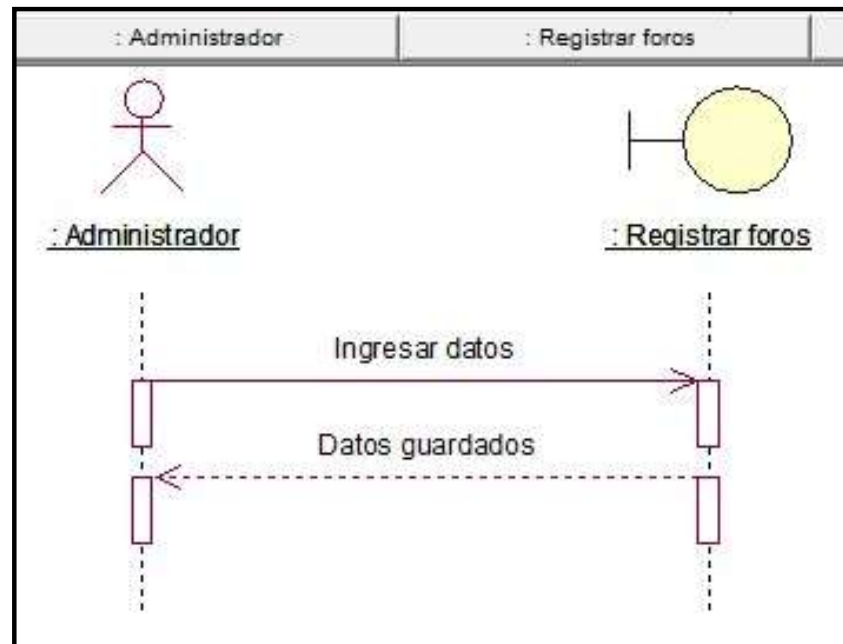 : Administrador
: Registrar foros
: Administrador
: Registrar foros
Ingresar datos
Datos guardados